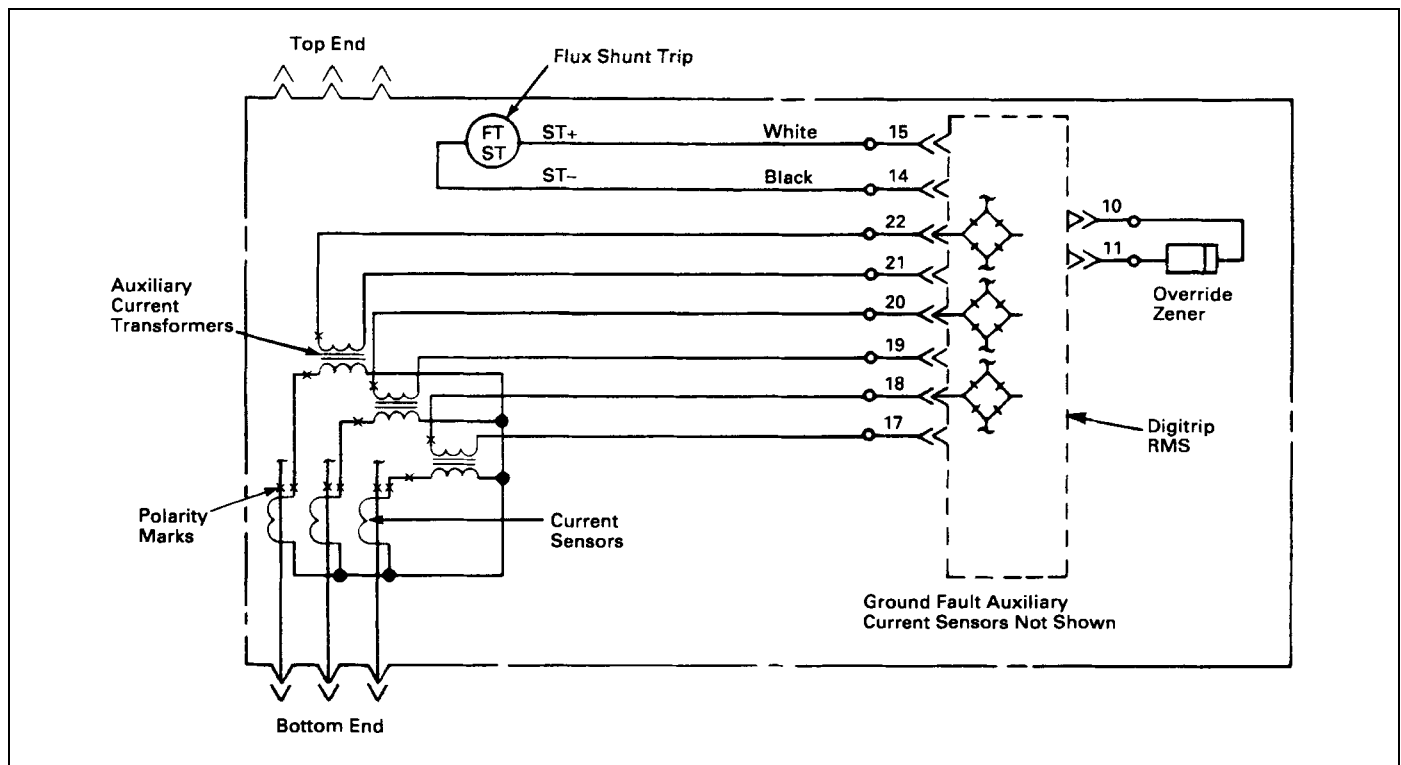 Top End
Flux Shunt Trip
FT
ST
ST+
White
15
ST–
Black
14
22
10
21
11
Auxiliary
Current
Transformers
20
Override
Zener
19
18
17
Digitrip
RMS
Polarity
Marks
Current
Sensors
Ground Fault Auxiliary
Current Sensors Not Shown
Bottom End